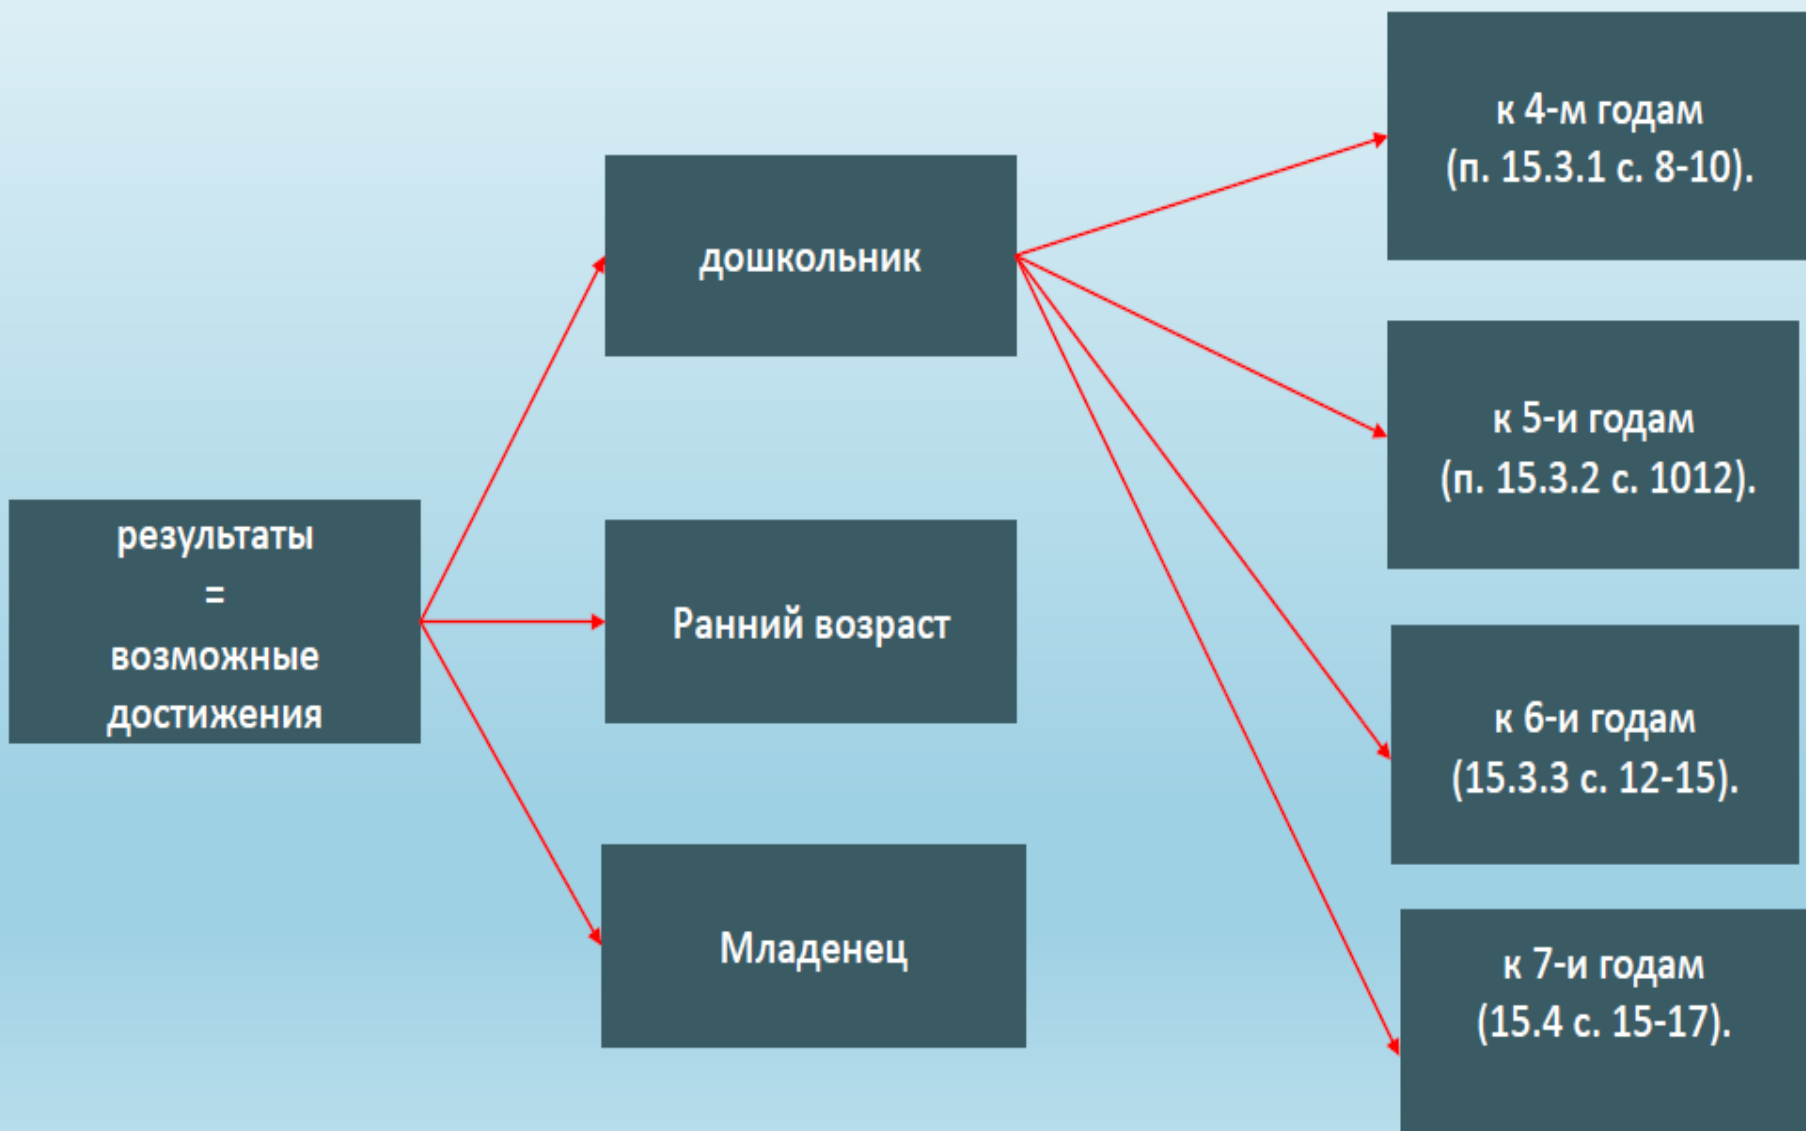 результаты
=
возможные
достижения
дошкольник
Ранний возраст
Младенец
к 4-м годам
(п. 15.3.1 с. 8-10).
к 5-и годам
(п. 15.3.2 с. 1012).
к 6-и годам
(15.3.3 с. 12-15).
к 7-и годам
(15.4 с. 15-17).